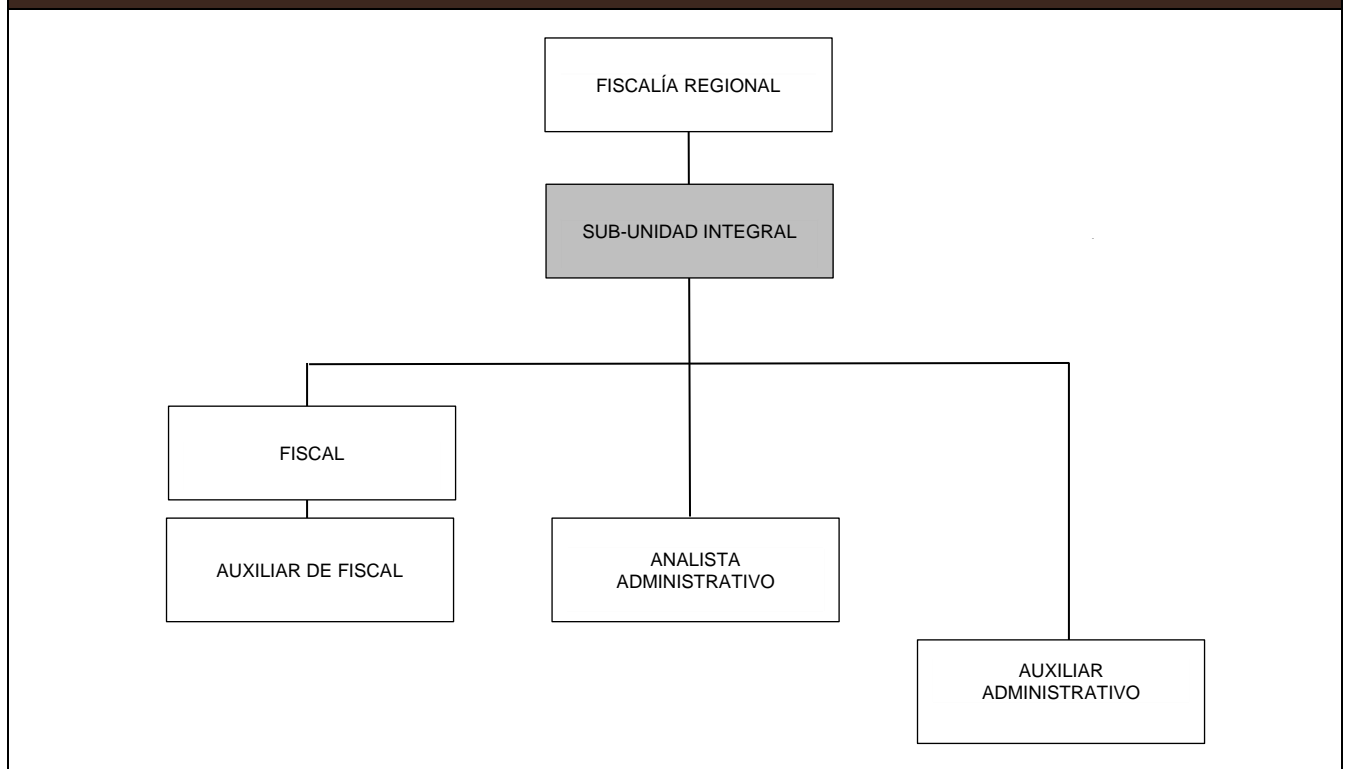 FISCALÍA REGIONAL
SUB-UNIDAD INTEGRAL
FISCAL
AUXILIAR DE FISCAL
ANALISTA
ADMINISTRATIVO
AUXILIAR
ADMINISTRATIVO